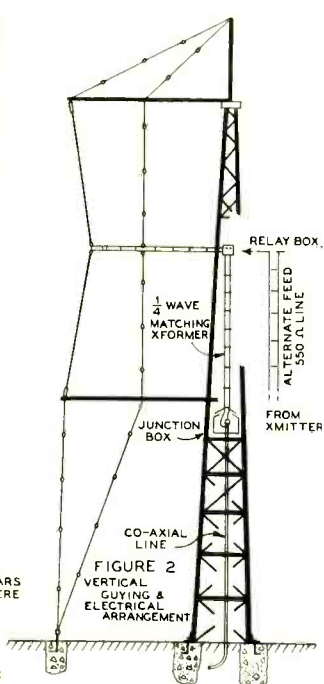 RELAY BOX
ALTERNATE FEED
550 Ω LINE
1/4 WAVE
MATCHING
XFORMER
FROM
XMITTER
JUNCTION
BOX
CO-AXIAL
LINE
FIGURE 2
VERTICAL
GUYING &
ELECTRICAL
ARRANGEMENT
ARS
ERE